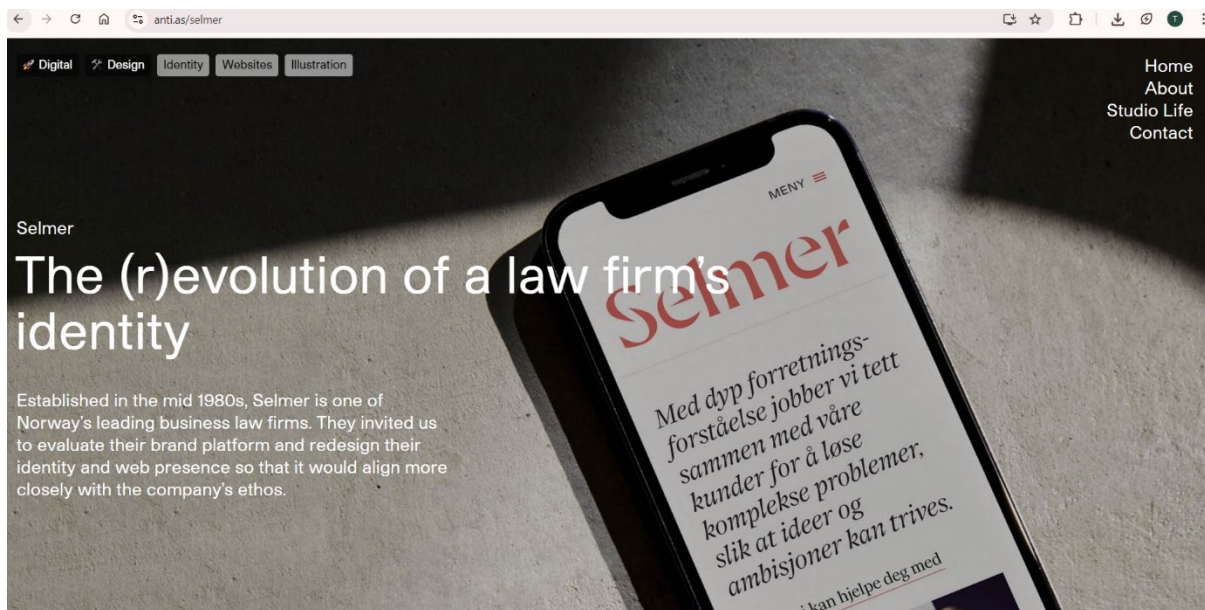 anti.as/selmer
T
Digital Design Identity Websites Illustration
Home
About
Studio Life
Contact
Selmer
The (r)evolution of a law firm's
identity
Established in the mid 1980s, Selmer is one of
Norway's leading business law firms. They invited us
to evaluate their brand platform and redesign their
identity and web presence so that it would align more
closely with the company's ethos.
MENY
Selmer
Med dyp forretnings-
forståelse jobber vi tett
sammen med våre
kunder for å løse
komplekse problemer,
slik at ideer og
ambisjoner kan trives.
kan hjelpe deg med